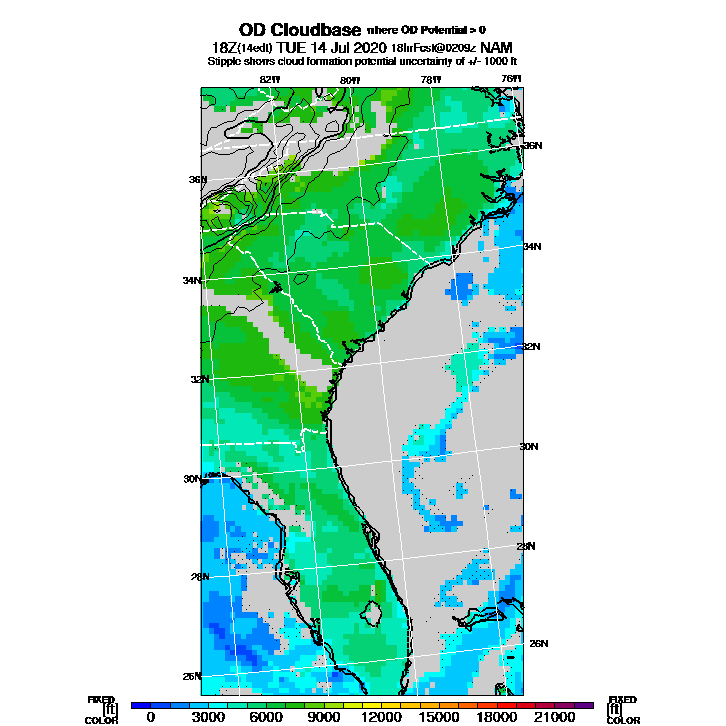 OD Cloudbase where OD Potential > 0
18Z(14edt) TUE 14 Jul 2020 18hrFcst@0209z NAM
Stipple shows cloud formation potential uncertainty of +/- 1000 ft
82W 80W 78W 76W
36N
36N
34N
34N
32N
32N
30N
30N
28N
28N
26N
26N
FIXED FIXED
[ft] [ft]
COLOR 0 3000 6000 9000 12000 15000 18000 21000 COLOR